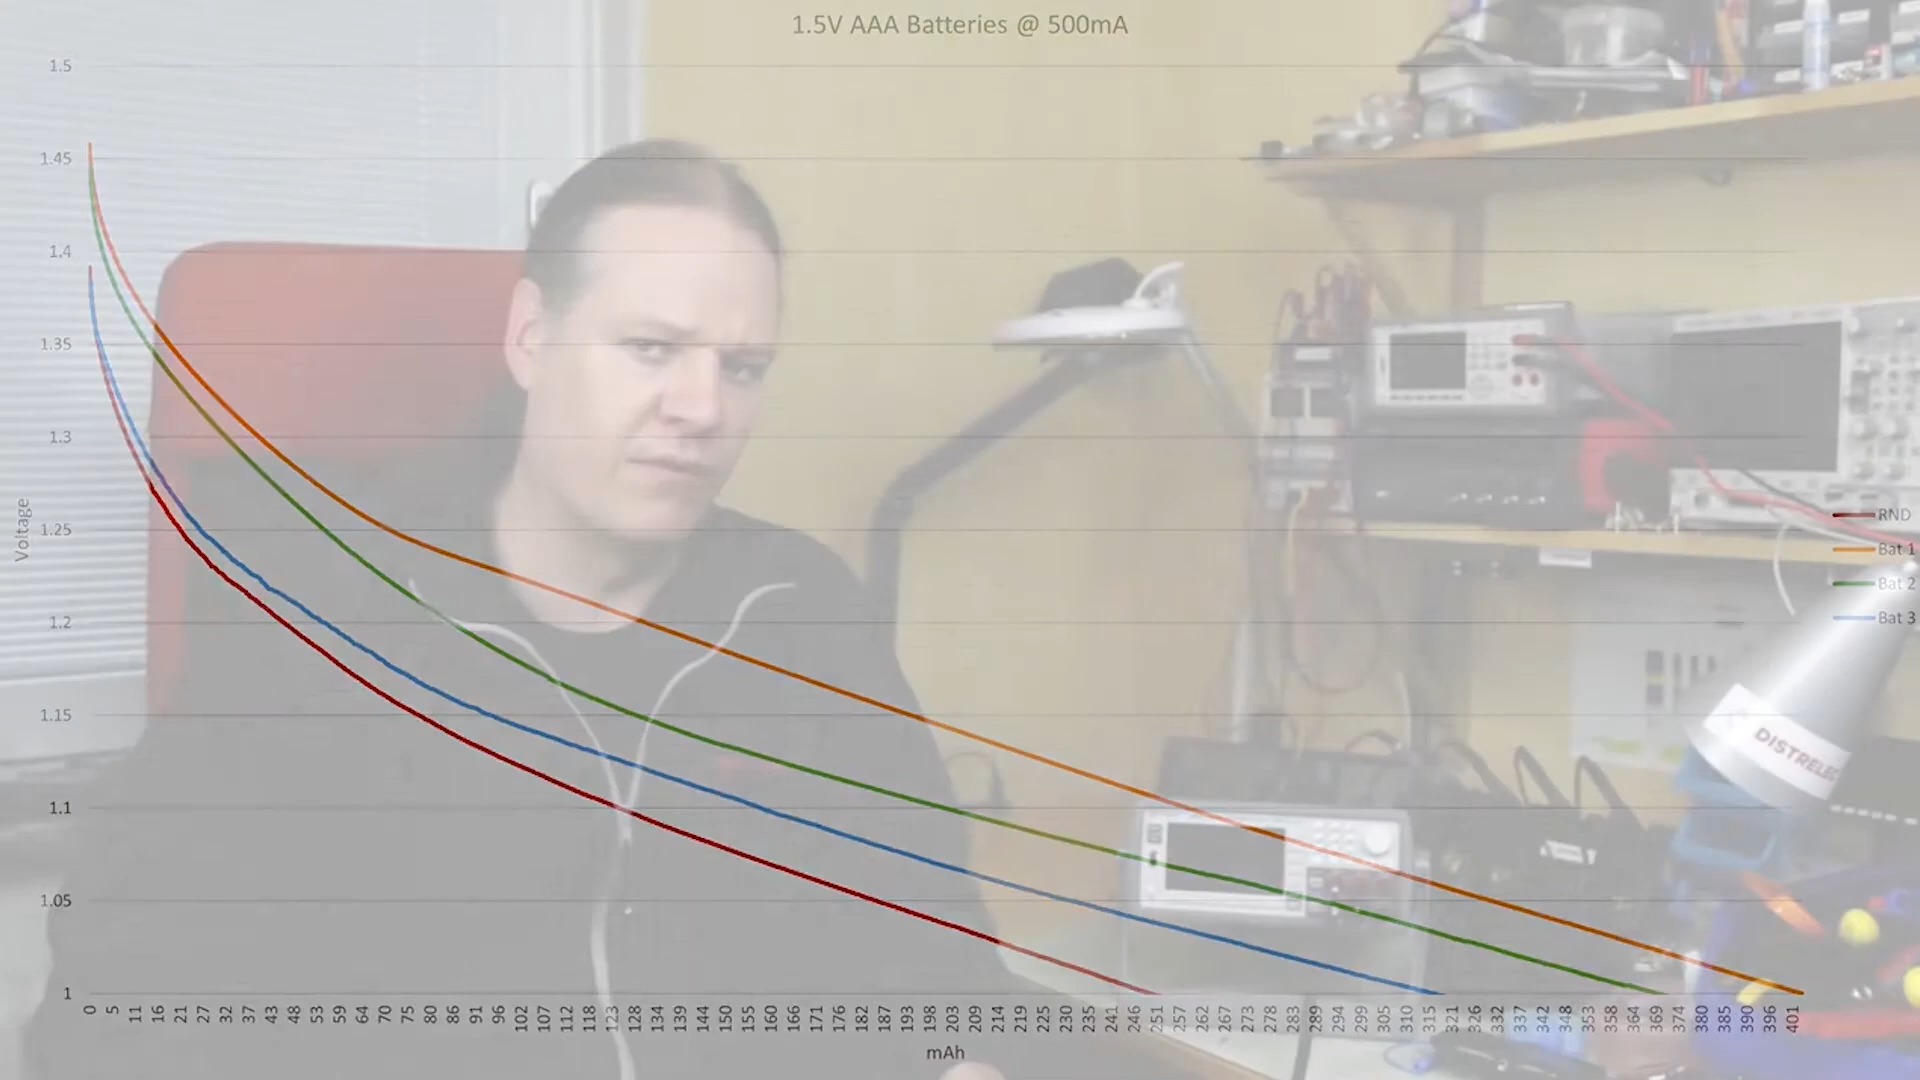 1.5V AAA Batteries @ 500mA
1.5
1.45
1.4
1.35
1.3
1.25
1.2
1.15
1.1
1.05
1
Voltage
RND
Bat 1
Bat 2
Bat 3
DISTRELEC
0 5 11 16 21 27 32 37 43 48 53 59 64 70 75 80 86 91 96 102 107 112 118 123 128 134 139 144 150 155 160 166 171 176 182 187 193 198 203 209 214 219 225 230 235 241 246 251 257 262 267 273 278 283 289 294 299 305 310 315 321 326 332 337 342 348 353 358 364 369 374 380 385 390 396 401
mAh